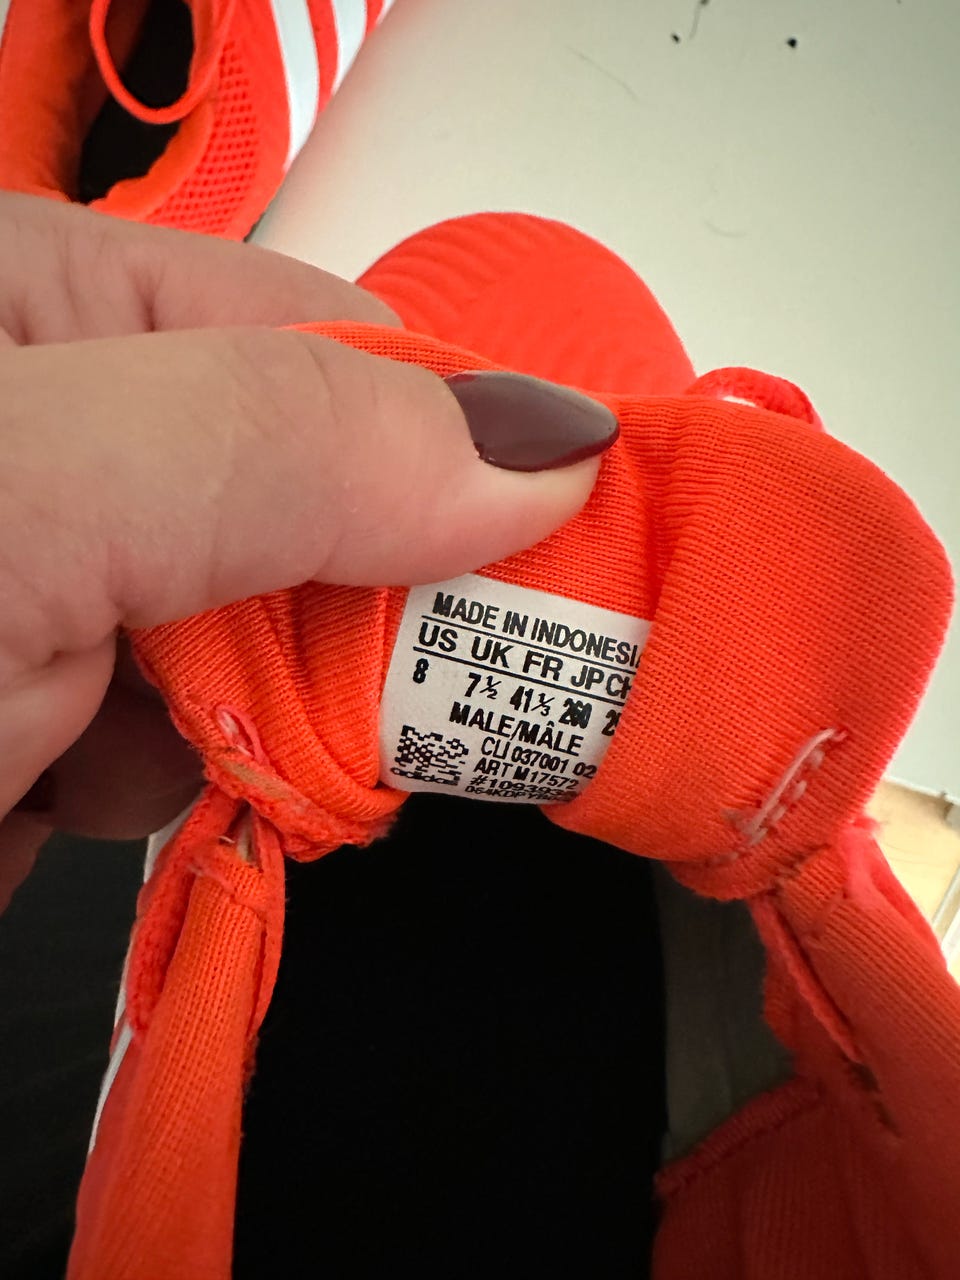 MADE IN INDONESIA
US UK FR JP CH
8 7½ 41⅓ 260
MALE/MÂLE
CLI 037001 02
ART M17572
adidas